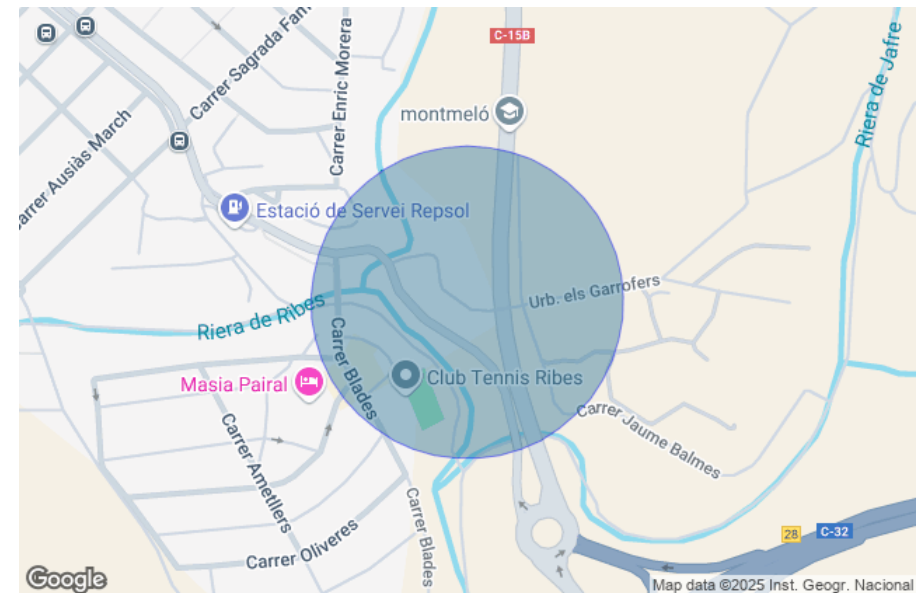 C-15B
Carrer Sagrada Fam
Riera de Jafre
Carrer Enric Morera
montmeló
arrer Ausiàs March
Estació de Servei Repsol
Urb. els Garrofers
Riera de Ribes
Carrer Blades
Masia Pairal
Club Tennis Ribes
Carrer Jaume Balmes
Carrer Ametllers
Carrer Blades
Carrer Oliveres
28
C-32
Google
Map data ©2025 Inst. Geogr. Nacional